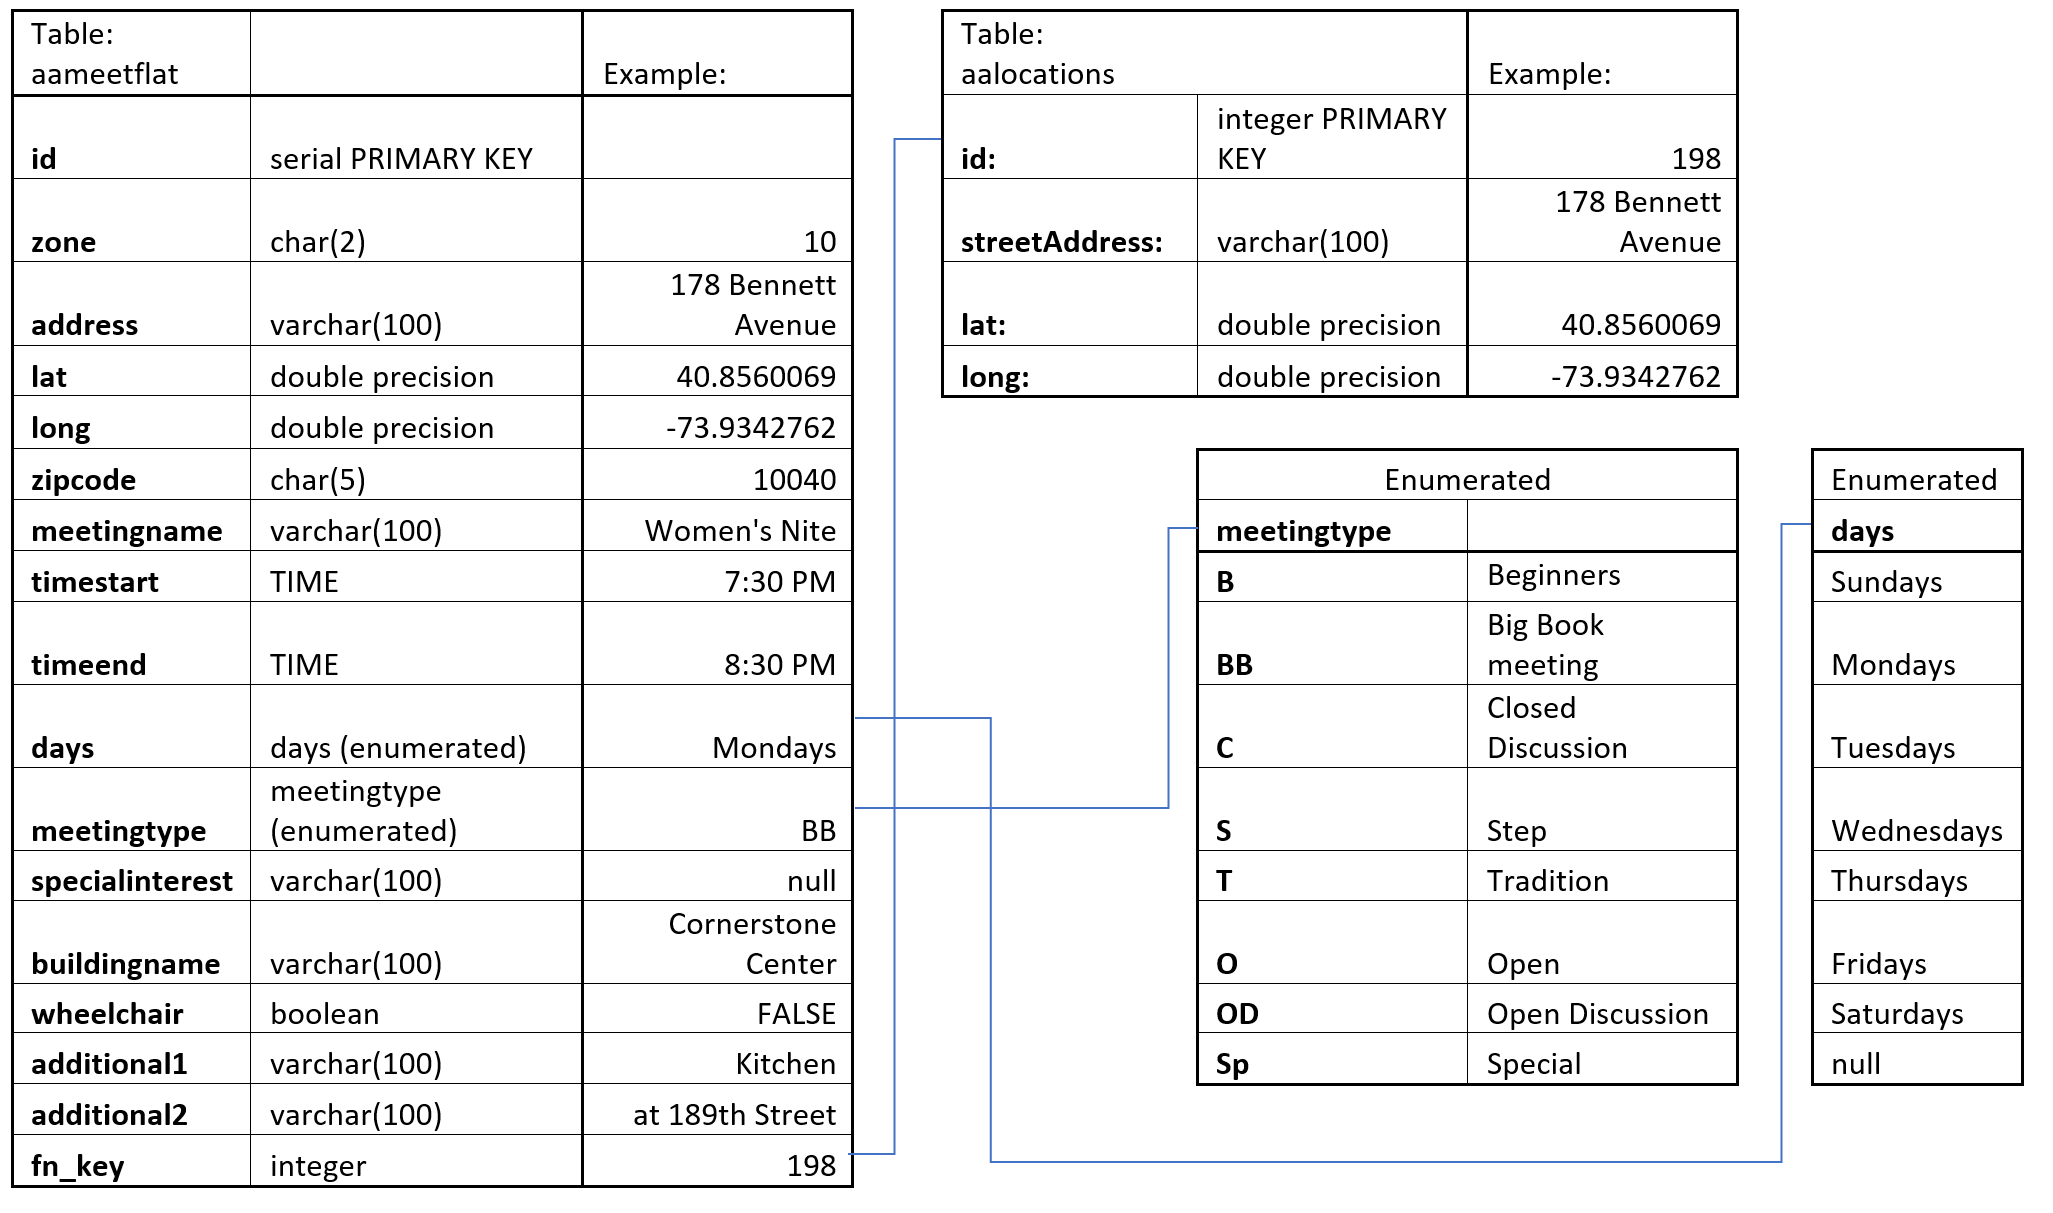 Table:
aameetflat
Example:
id
serial PRIMARY KEY
zone
char(2)
10
address
varchar(100)
178 Bennett
Avenue
lat
double precision
40.8560069
long
double precision
-73.9342762
zipcode
char(5)
10040
meetingname
varchar(100)
Women's Nite
timestart
TIME
7:30 PM
timeend
TIME
8:30 PM
days
days (enumerated)
Mondays
meetingtype
meetingtype
(enumerated)
BB
specialinterest
varchar(100)
null
buildingname
varchar(100)
Cornerstone
Center
wheelchair
boolean
FALSE
additional1
varchar(100)
Kitchen
additional2
varchar(100)
at 189th Street
fn_key
integer
198
Table:
aalocations
Example:
id:
integer PRIMARY
KEY
198
streetAddress:
varchar(100)
178 Bennett
Avenue
lat:
double precision
40.8560069
long:
double precision
-73.9342762
Enumerated
meetingtype
B
Beginners
BB
Big Book
meeting
C
Closed
Discussion
S
Step
T
Tradition
O
Open
OD
Open Discussion
Sp
Special
Enumerated
days
Sundays
Mondays
Tuesdays
Wednesdays
Thursdays
Fridays
Saturdays
null